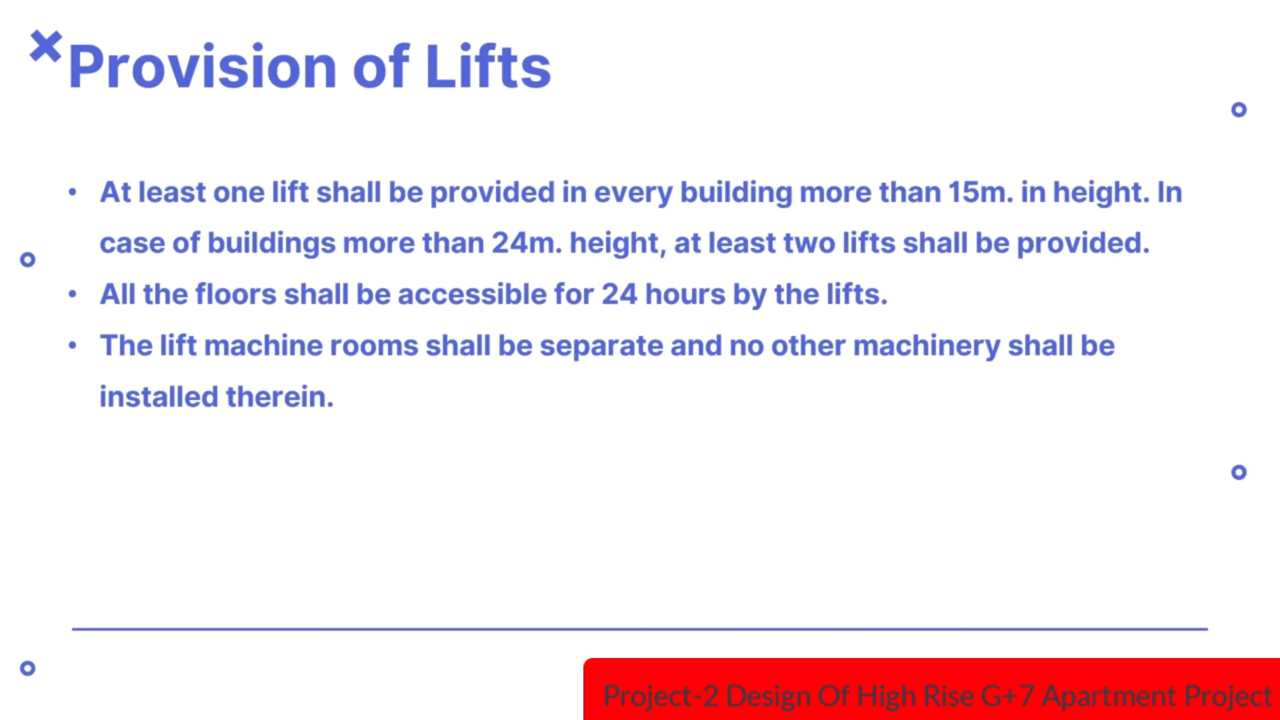 Provision of Lifts
• At least one lift shall be provided in every building more than 15m. in height. In
case of buildings more than 24m. height, at least two lifts shall be provided.
• All the floors shall be accessible for 24 hours by the lifts.
• The lift machine rooms shall be separate and no other machinery shall be
installed therein.
Project-2 Design Of High Rise G+7 Apartment Project